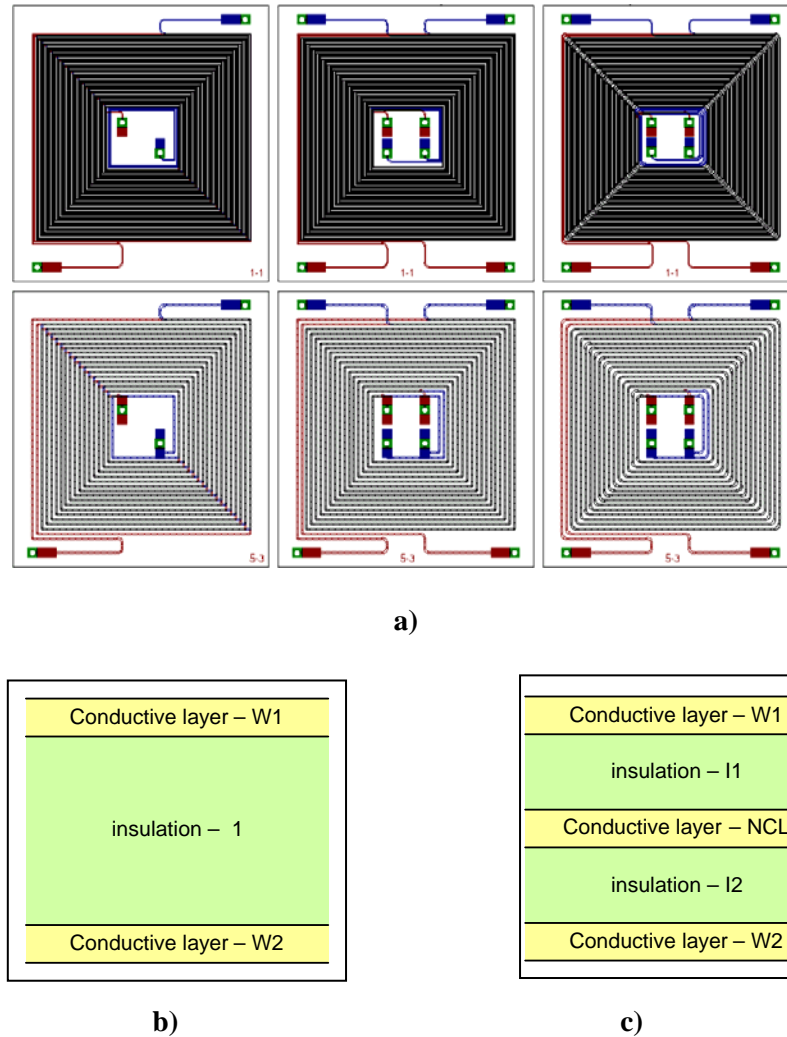 1-1
1-1
1-1
5-3
5-3
5-3
a)
Conductive layer – W1
insulation – 1
Conductive layer – W2
Conductive layer – W1
insulation – I1
Conductive layer – NCL
insulation – I2
Conductive layer – W2
b)
c)